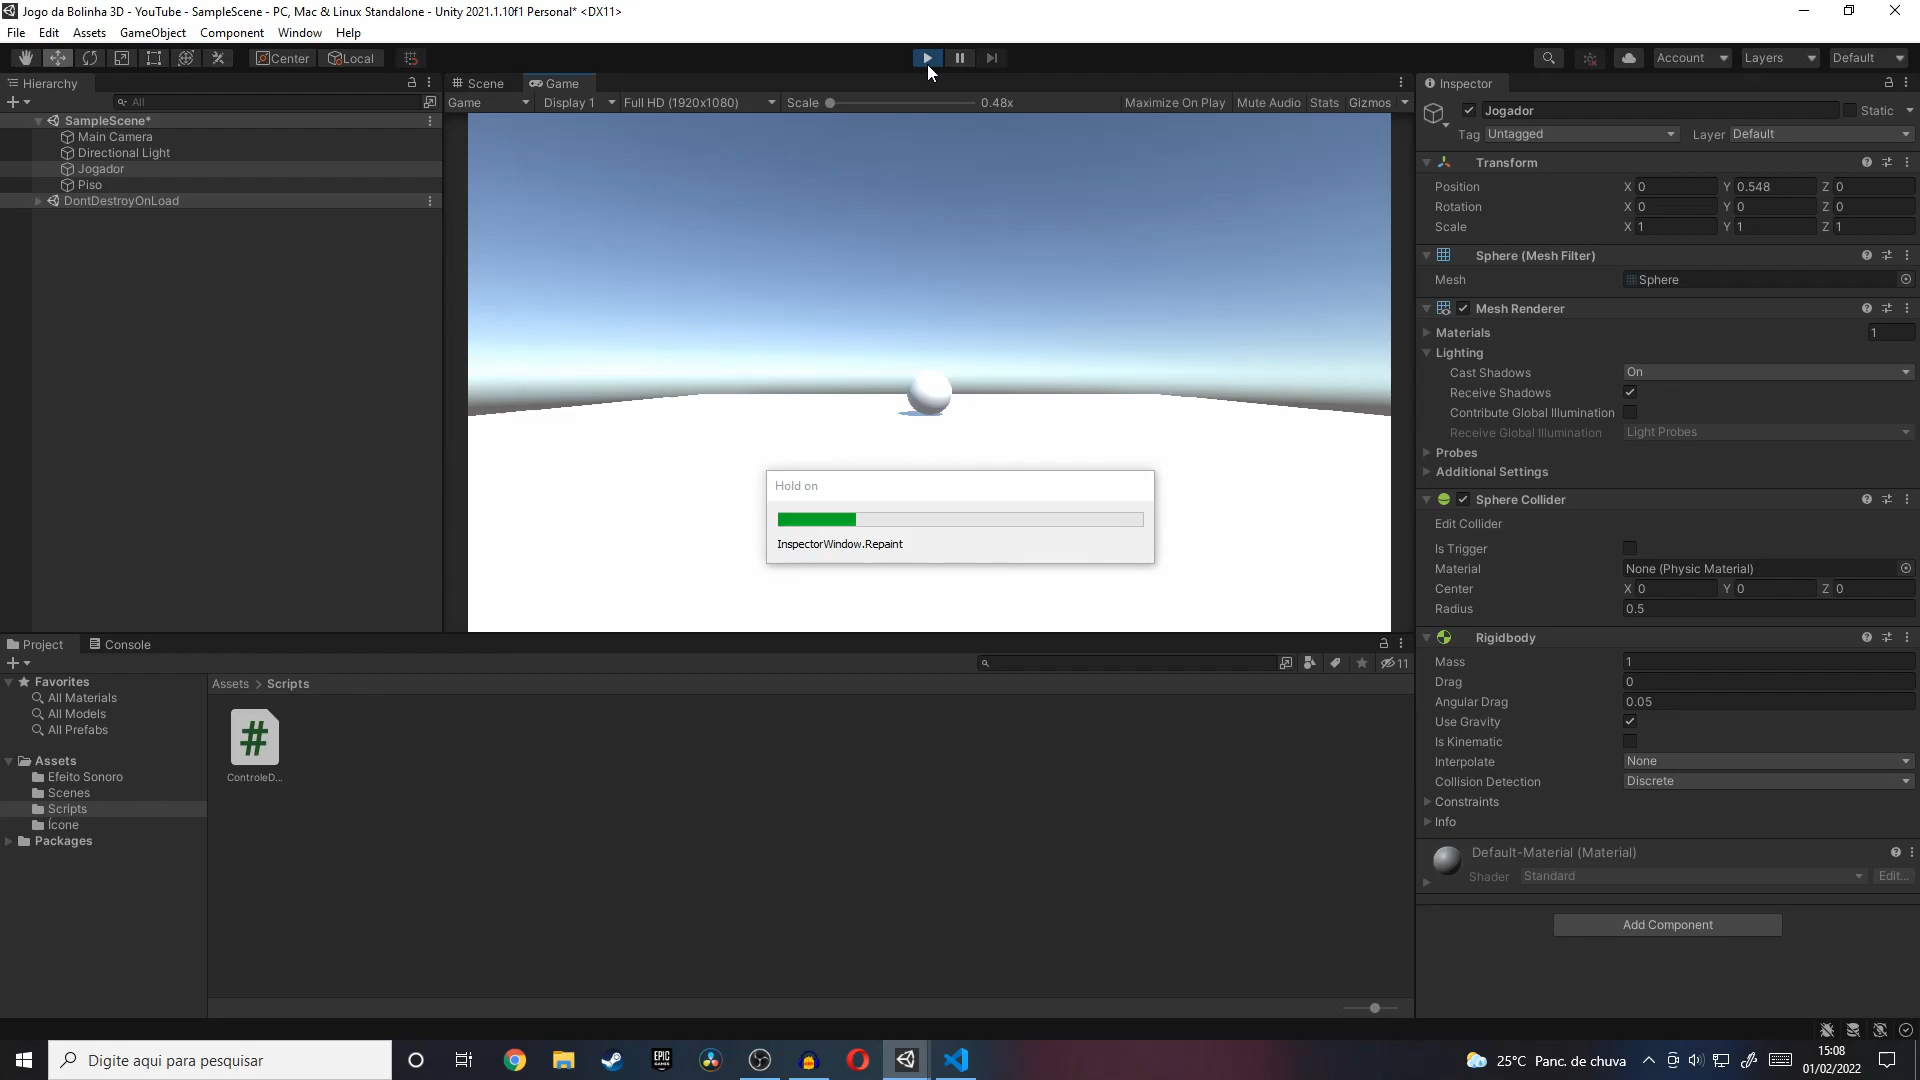 Jogo da Bolinha 3D - YouTube - SampleScene - PC, Mac & Linux Standalone - Unity 2021.1.10f1 Personal* <DX11>
File Edit Assets GameObject Component Window Help
Center Local Account Layers Default
Hierarchy
All
SampleScene*
Main Camera
Directional Light
Jogador
Piso
DontDestroyOnLoad
Scene Game
Game Display 1 Full HD (1920x1080) Scale 0.48x Maximize On Play Mute Audio Stats Gizmos
Hold on
InspectorWindow.Repaint
Inspector
Jogador Static
Tag Untagged Layer Default
Transform
Position X 0 Y 0.548 Z 0
Rotation X 0 Y 0 Z 0
Scale X 1 Y 1 Z 1
Sphere (Mesh Filter)
Mesh Sphere
Mesh Renderer
Materials 1
Lighting
Cast Shadows On
Receive Shadows
Contribute Global Illumination
Receive Global Illumination Light Probes
Probes
Additional Settings
Sphere Collider
Edit Collider
Is Trigger
Material None (Physic Material)
Center X 0 Y 0 Z 0
Radius 0.5
Rigidbody
Mass 1
Drag 0
Angular Drag 0.05
Use Gravity
Is Kinematic
Interpolate None
Collision Detection Discrete
Constraints
Info
Default-Material (Material)
Shader Standard Edit...
Add Component
Project Console
11
Favorites
All Materials
All Models
All Prefabs
Assets
Efeito Sonoro
Scenes
Scripts
Ícone
Packages
Assets > Scripts
#
ControleD...
Digite aqui para pesquisar
EPIC GAMES
25°C Panc. de chuva
15:08
01/02/2022